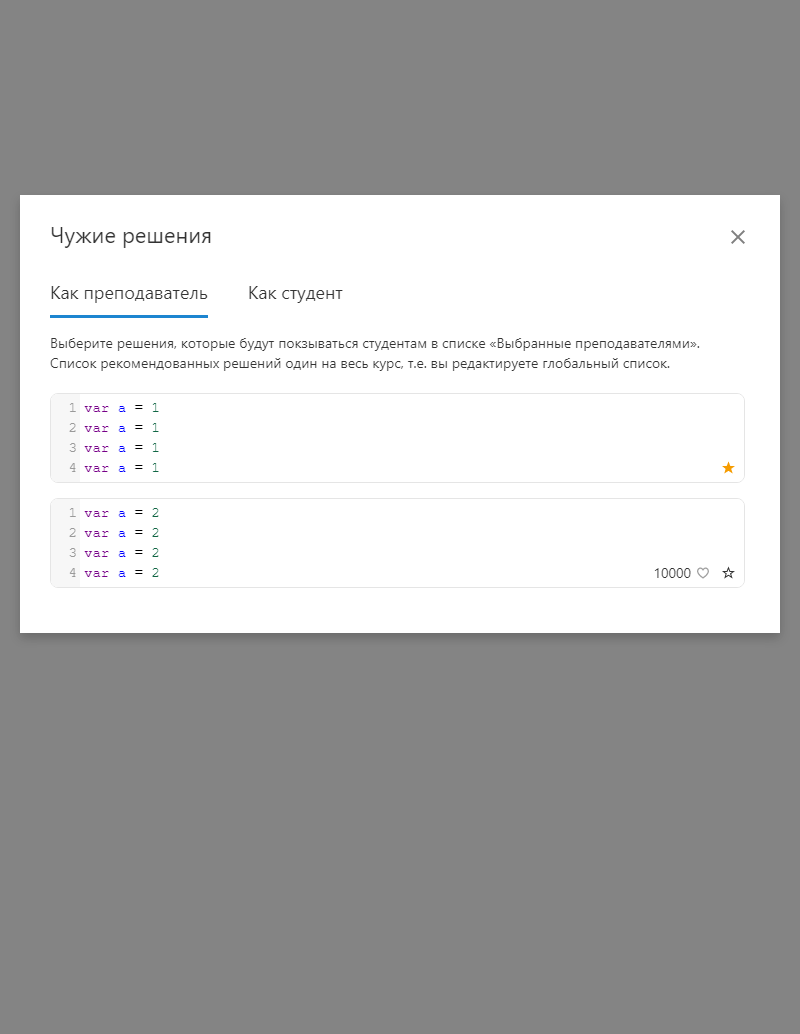 Чужие решения
Как преподаватель Как студент
Выберите решения, которые будут покзываться студентам в списке «Выбранные преподавателями».
Список рекомендованных решений один на весь курс, т.е. вы редактируете глобальный список.
1 var a = 1
2 var a = 1
3 var a = 1
4 var a = 1
1 var a = 2
2 var a = 2
3 var a = 2
4 var a = 2
10000